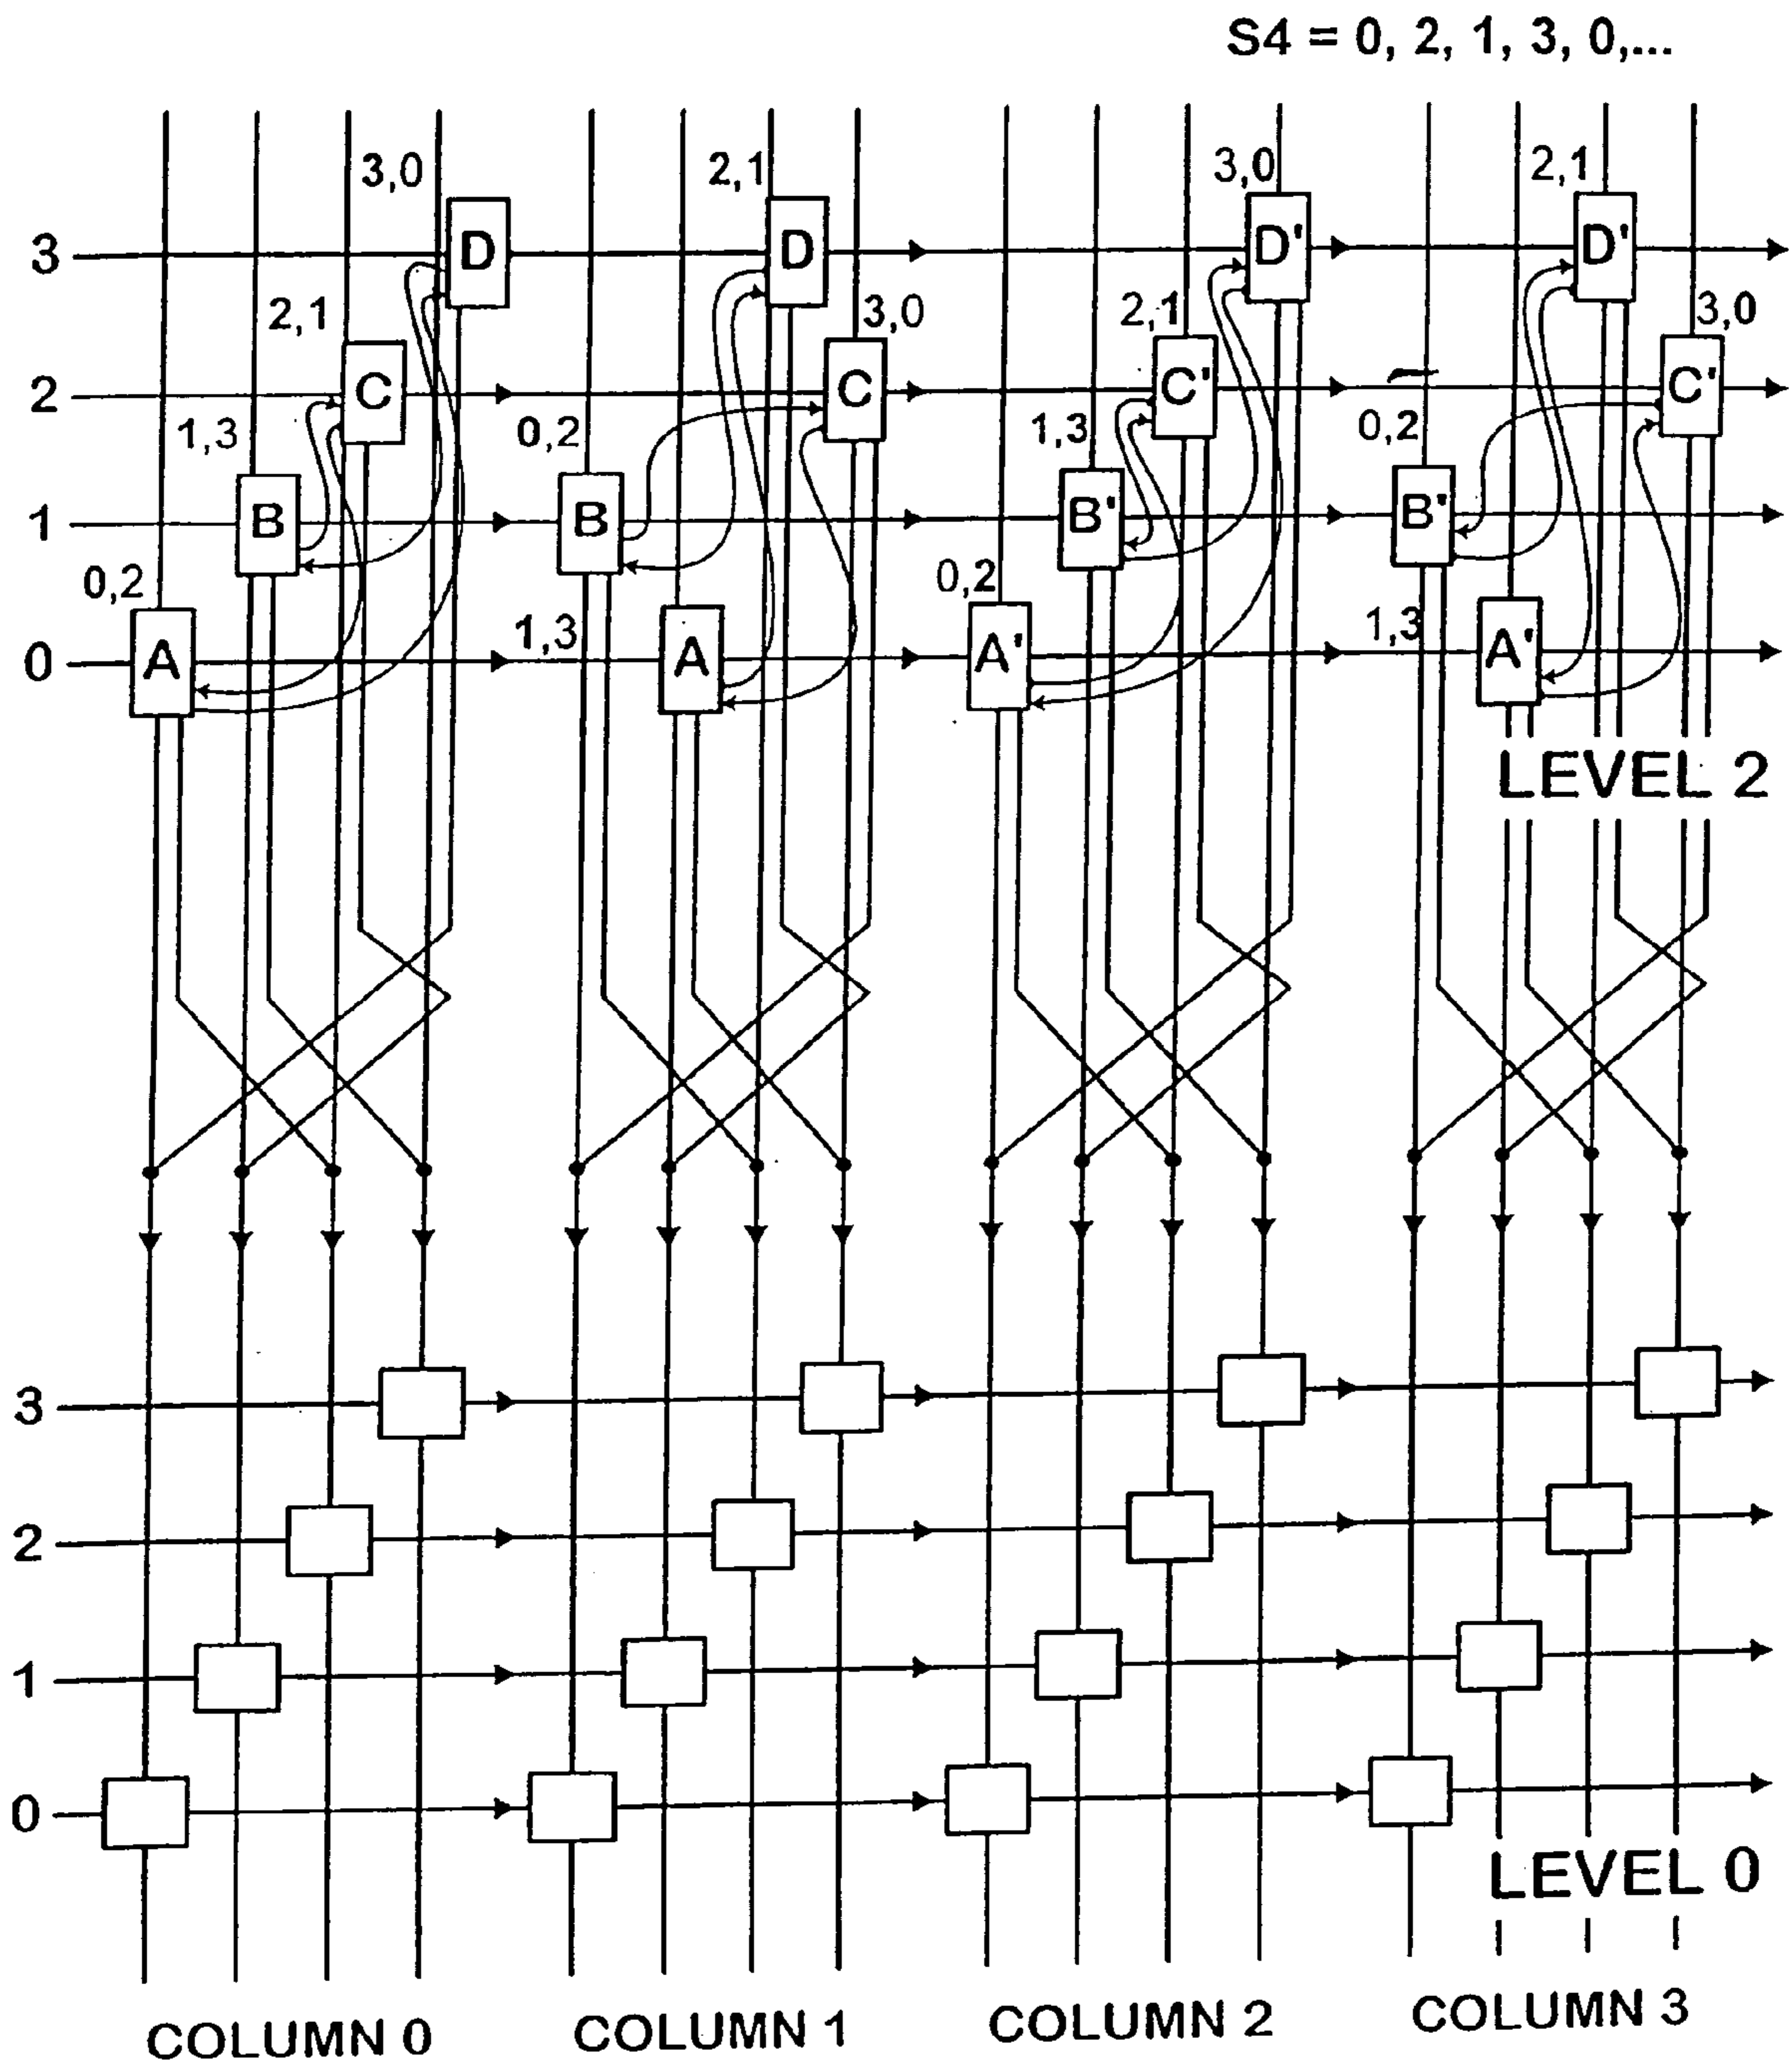 S4 = 0, 2, 1, 3, 0,...
3,0 2,1 3,0 2,1
3 D D D' D'
2,1 3,0 2,1 3,0
2 C C C' C'
1,3 0,2 1,3 0,2
1 B B B' B'
0,2 1,3 0,2 1,3
0 A A A' A'
LEVEL 2
3
2
1
0
LEVEL 0
COLUMN 0 COLUMN 1 COLUMN 2 COLUMN 3